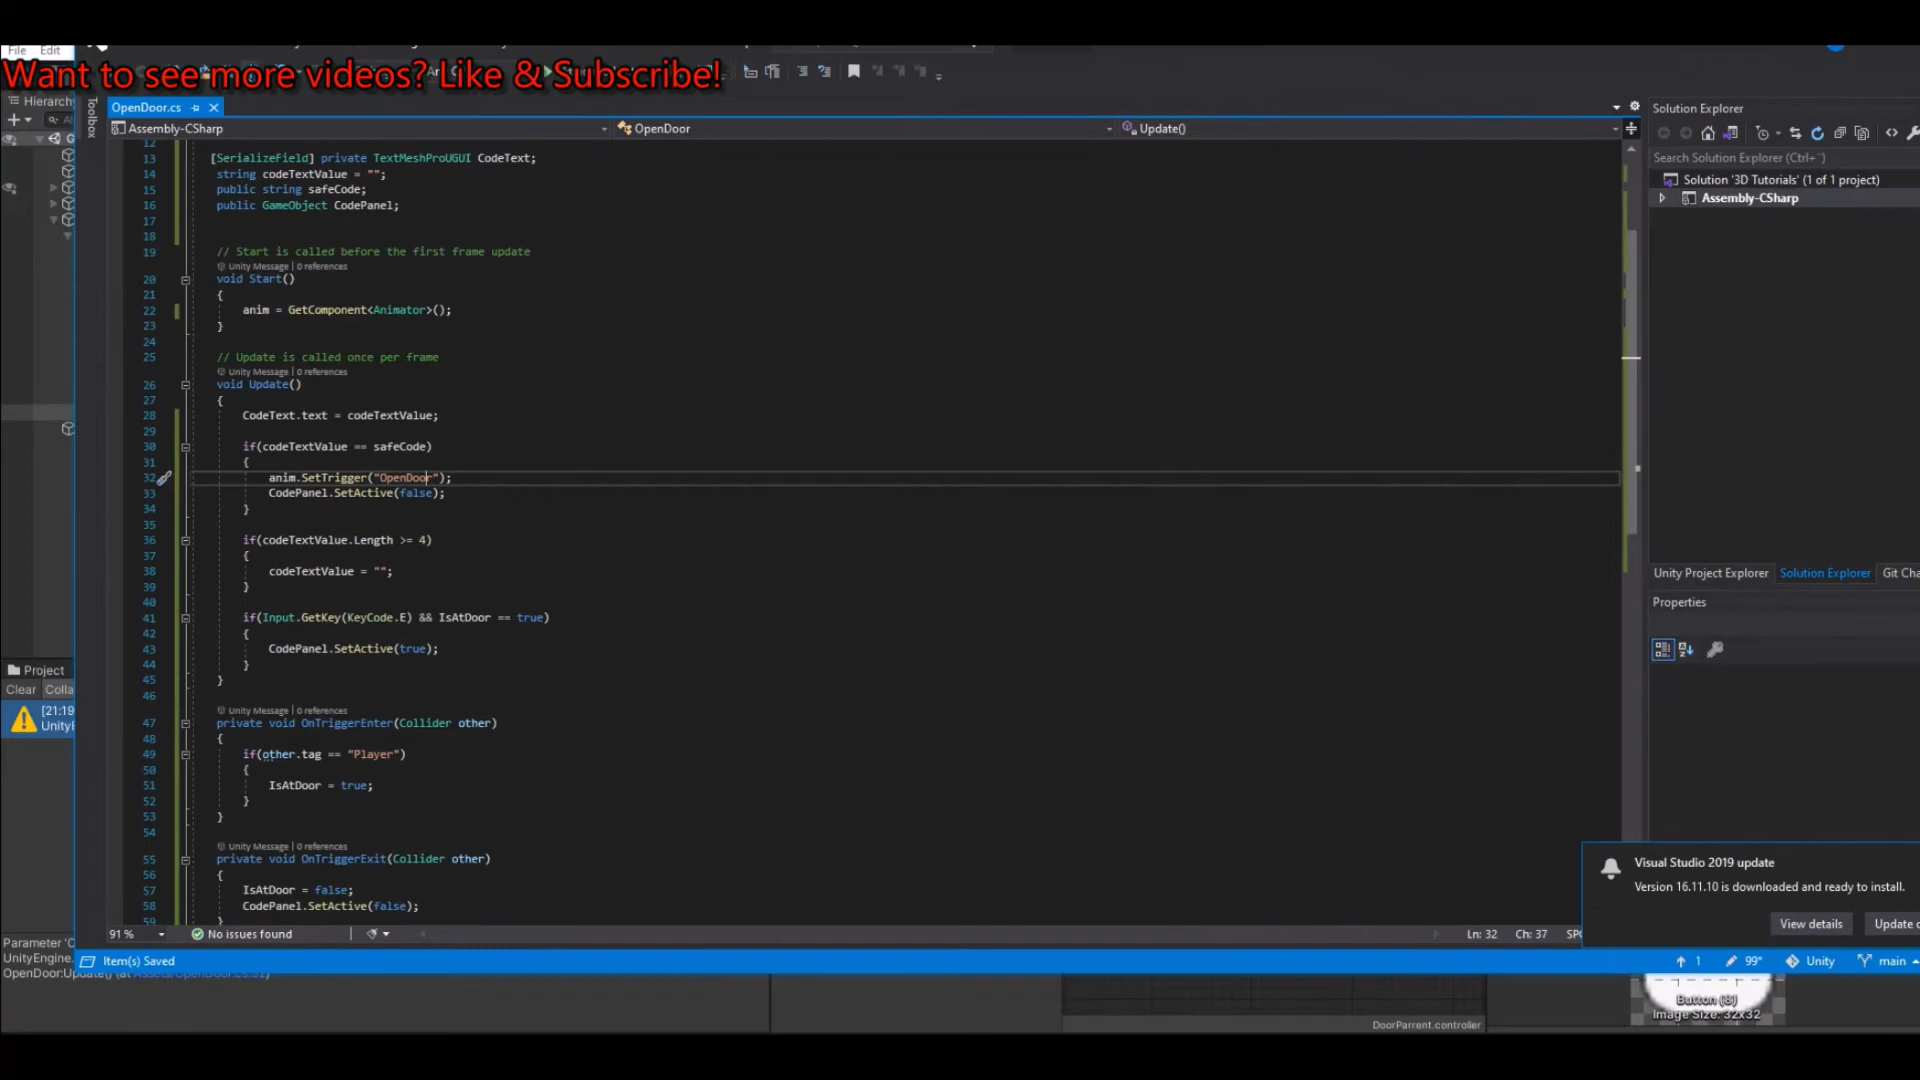 File Edit
Want to see more videos? Like & Subscribe!
Hierarchy
Toolbox
OpenDoor.cs
Assembly-CSharp
OpenDoor
Update()
12
13 [SerializeField] private TextMeshProUGUI CodeText;
14 string codeTextValue = "";
15 public string safeCode;
16 public GameObject CodePanel;
17
18
19 // Start is called before the first frame update
Unity Message | 0 references
20 void Start()
21 {
22 anim = GetComponent<Animator>();
23 }
24
25 // Update is called once per frame
Unity Message | 0 references
26 void Update()
27 {
28 CodeText.text = codeTextValue;
29
30 if(codeTextValue == safeCode)
31 {
32 anim.SetTrigger("OpenDoor");
33 CodePanel.SetActive(false);
34 }
35
36 if(codeTextValue.Length >= 4)
37 {
38 codeTextValue = "";
39 }
40
41 if(Input.GetKey(KeyCode.E) && IsAtDoor == true)
42 {
43 CodePanel.SetActive(true);
44 }
45 }
46
Unity Message | 0 references
47 private void OnTriggerEnter(Collider other)
48 {
49 if(other.tag == "Player")
50 {
51 IsAtDoor = true;
52 }
53 }
54
Unity Message | 0 references
55 private void OnTriggerExit(Collider other)
56 {
57 IsAtDoor = false;
58 CodePanel.SetActive(false);
59 }
91 %
No issues found
Ln: 32 Ch: 37 SPC
Item(s) Saved
1 99* Unity main
Solution Explorer
Search Solution Explorer (Ctrl+¨)
Solution '3D Tutorials' (1 of 1 project)
Assembly-CSharp
Unity Project Explorer Solution Explorer Git Cha
Properties
Visual Studio 2019 update
Version 16.11.10 is downloaded and ready to install.
View details
Update o
Project
Clear Colla
[21:19
UnityE
Parameter 'O
UnityEngine.
OpenDoor:Update() (at Assets/OpenDoor.cs:32)
DoorParrent.controller
Button (8)
Image Size: 32x32